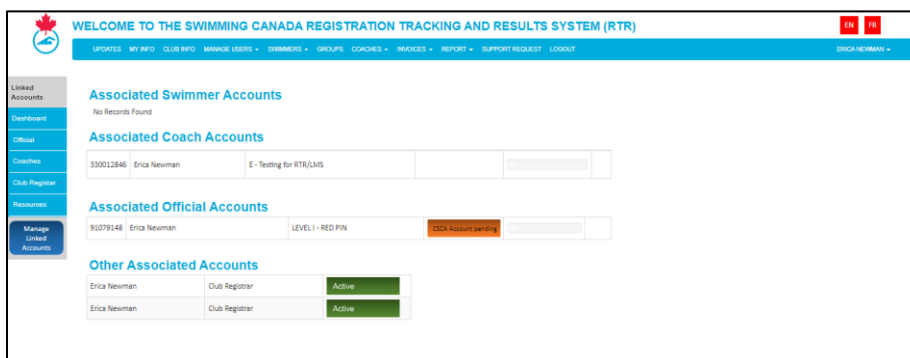 WELCOME TO THE SWIMMING CANADA REGISTRATION TRACKING AND RESULTS SYSTEM (RTR)
EN FR
UPDATES MY INFO CLUB INFO MANAGE USERS SWIMMERS GROUPS COACHES INVOICES REPORT SUPPORT REQUEST LOGOUT
ERICA NEWMAN
Linked
Accounts
Dashboard
Official
Coaches
Club Register
Resources
Manage
Linked
Accounts
Associated Swimmer Accounts
No Records Found
Associated Coach Accounts
330012846 Erica Newman E - Testing for RTR/LMS
Associated Official Accounts
91079148 Erica Newman LEVEL I - RED PIN CSCA Account pending
Other Associated Accounts
Erica Newman Club Registrar Active
Erica Newman Club Registrar Active